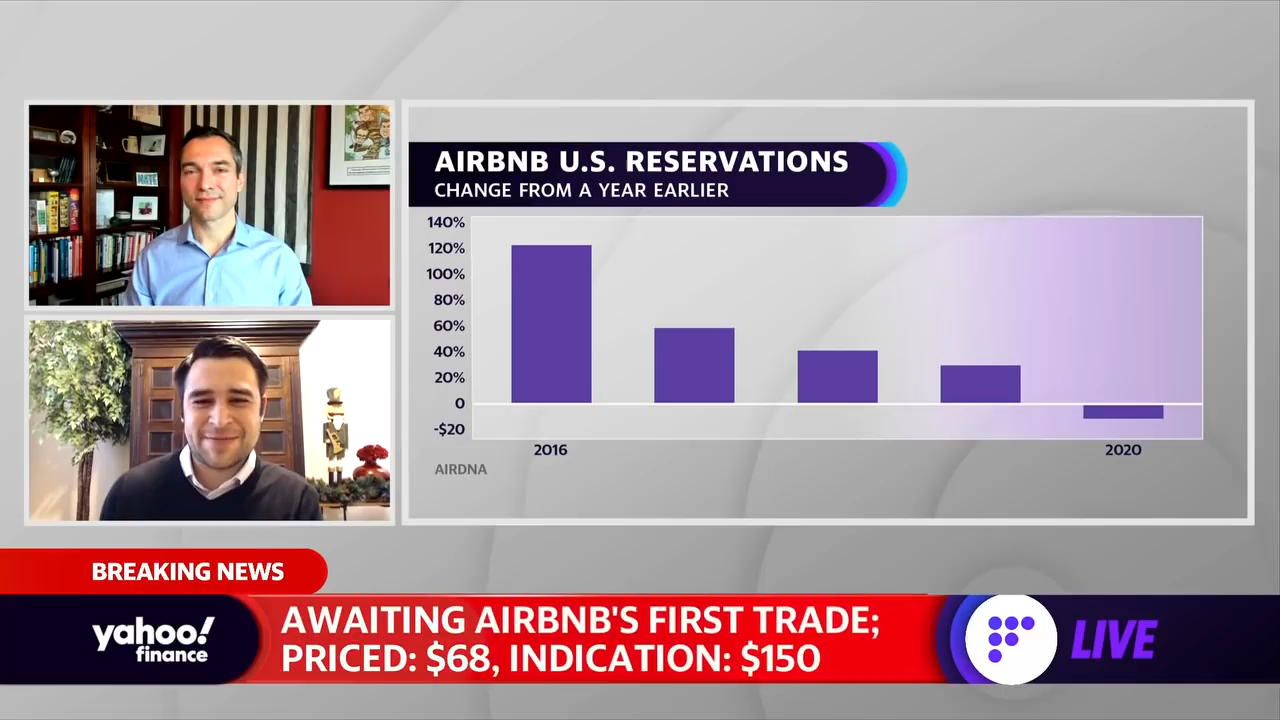 NATE
AIRBNB U.S. RESERVATIONS
CHANGE FROM A YEAR EARLIER
140%
120%
100%
80%
60%
40%
20%
0
-$20
2016
2020
AIRDNA
BREAKING NEWS
yahoo!
finance
AWAITING AIRBNB'S FIRST TRADE;
PRICED: $68, INDICATION: $150
LIVE